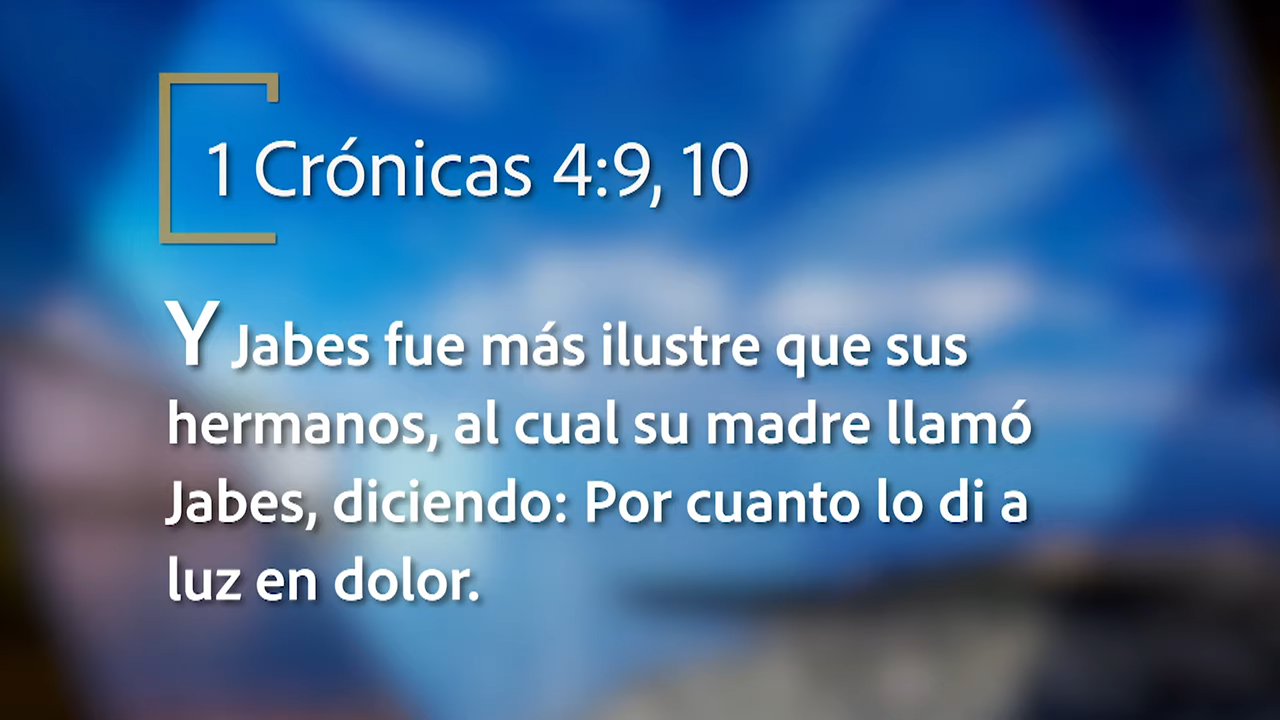 1 Crónicas 4:9, 10
Y Jabes fue más ilustre que sus
hermanos, al cual su madre llamó
Jabes, diciendo: Por cuanto lo di a
luz en dolor.